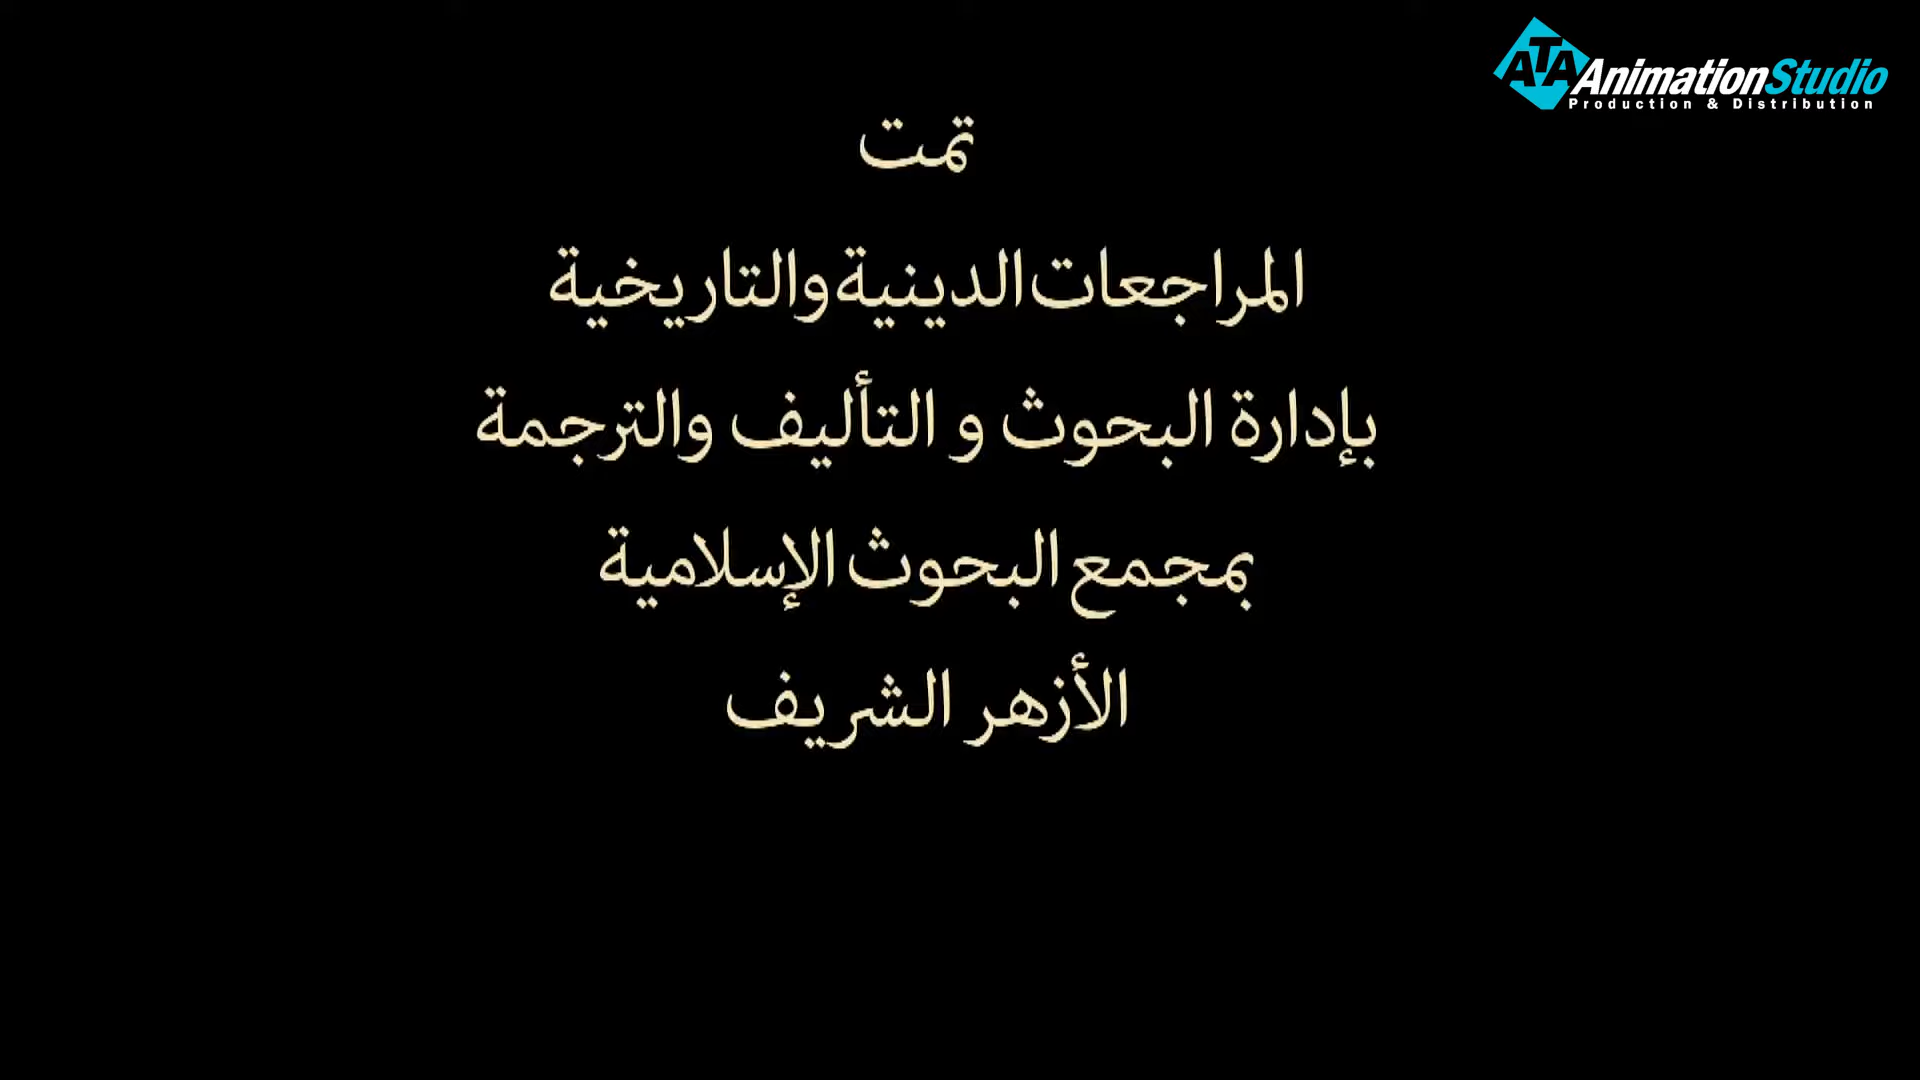 ATA AnimationStudio
Production & Distribution
تمت
المراجعات الدينية والتاريخية
بإدارة البحوث و التأليف والترجمة
بمجمع البحوث الإسلامية
الأزهر الشريف